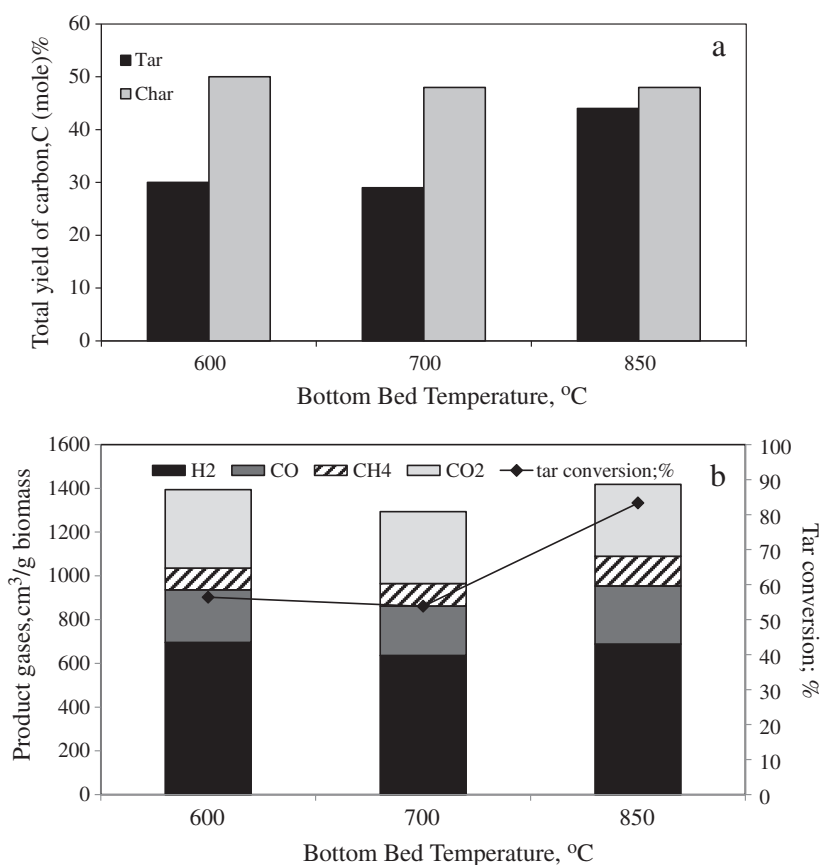 60
50
40
30
20
10
0
Total yield of carbon,C (mole)%
Tar
Char
a
600 700 850
Bottom Bed Temperature, ᵒC
1600
1400
1200
1000
800
600
400
200
0
Product gases,cm³/g biomass
H2 CO CH4 CO2 tar conversion;%
b
100
90
80
70
60
50
40
30
20
10
0
Tar conversion; %
600 700 850
Bottom Bed Temperature, ᵒC